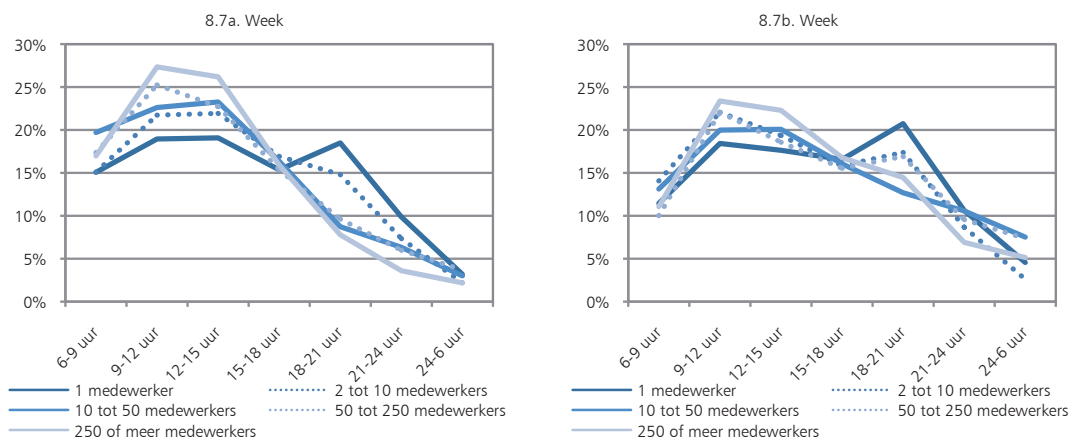 8.7a. Week
30%
25%
20%
15%
10%
5%
0%
6-9 uur
9-12 uur
12-15 uur
15-18 uur
18-21 uur
21-24 uur
24-6 uur
1 medewerker
2 tot 10 medewerkers
10 tot 50 medewerkers
50 tot 250 medewerkers
250 of meer medewerkers
8.7b. Week
30%
25%
20%
15%
10%
5%
0%
6-9 uur
9-12 uur
12-15 uur
15-18 uur
18-21 uur
21-24 uur
24-6 uur
1 medewerker
2 tot 10 medewerkers
10 tot 50 medewerkers
50 tot 250 medewerkers
250 of meer medewerkers